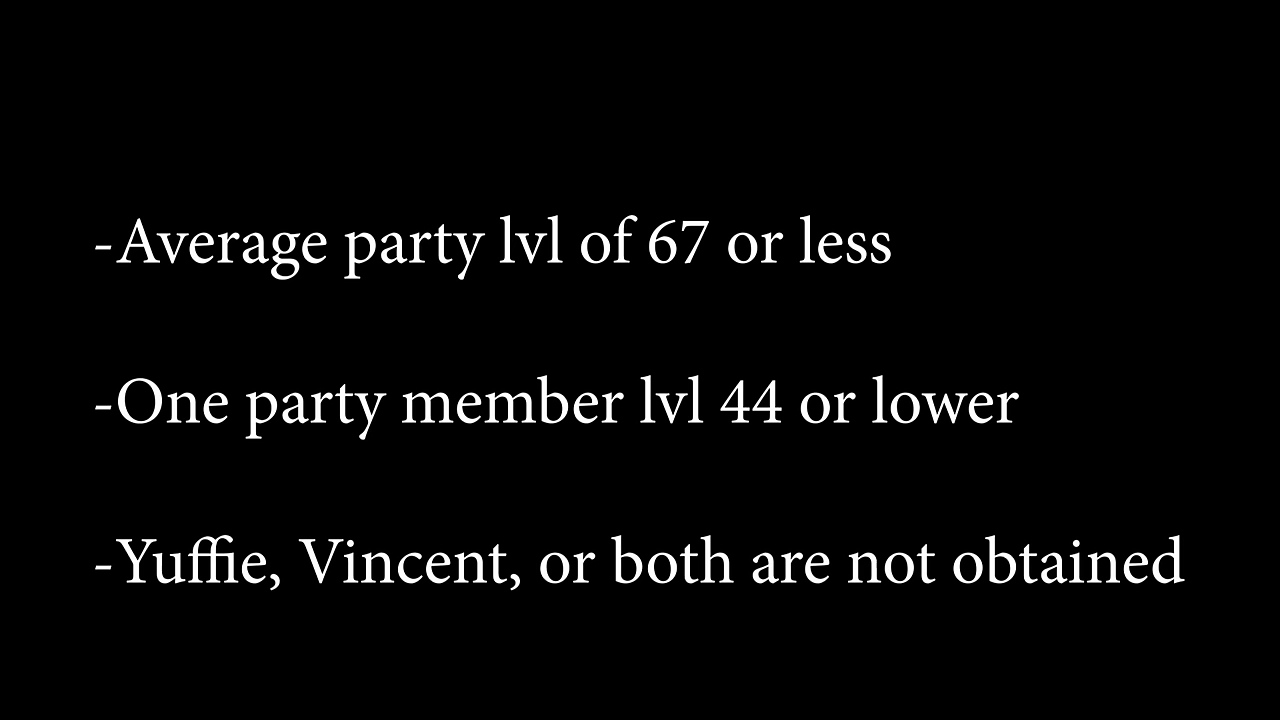 -Average party lvl of 67 or less
-One party member lvl 44 or lower
-Yuffie, Vincent, or both are not obtained